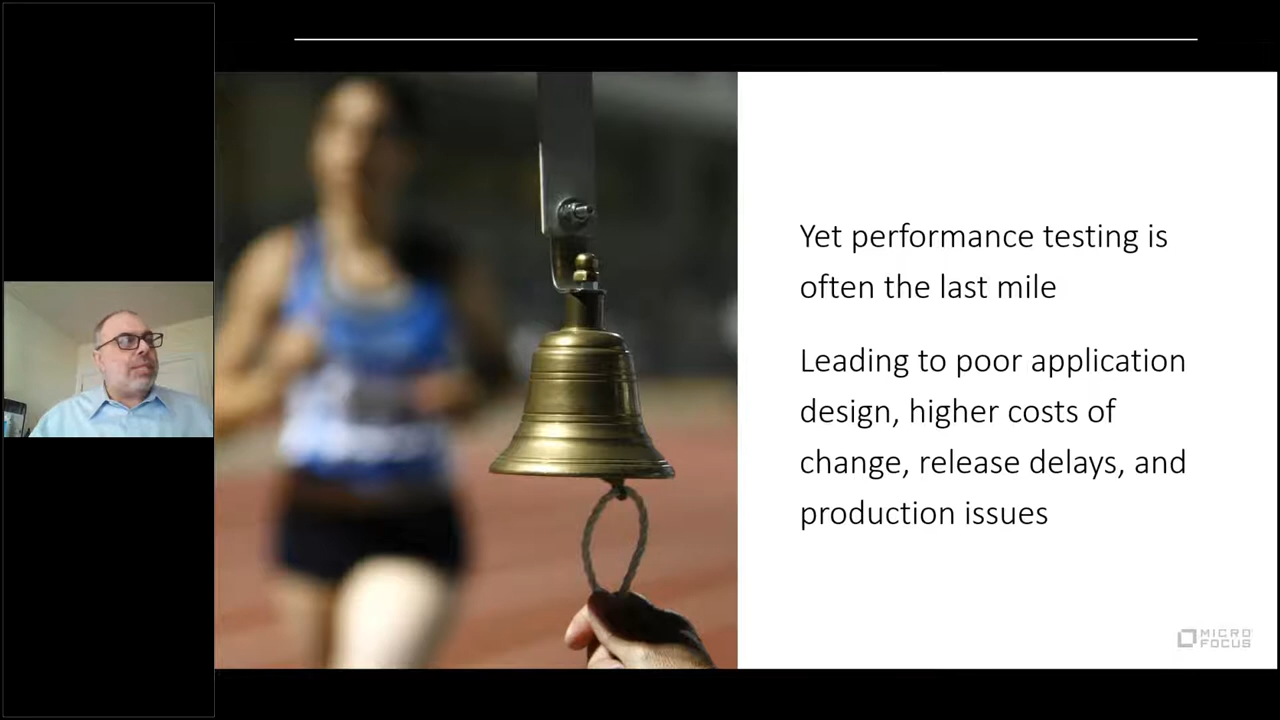 Yet performance testing is
often the last mile
Leading to poor application
design, higher costs of
change, release delays, and
production issues
MICRO
FOCUS